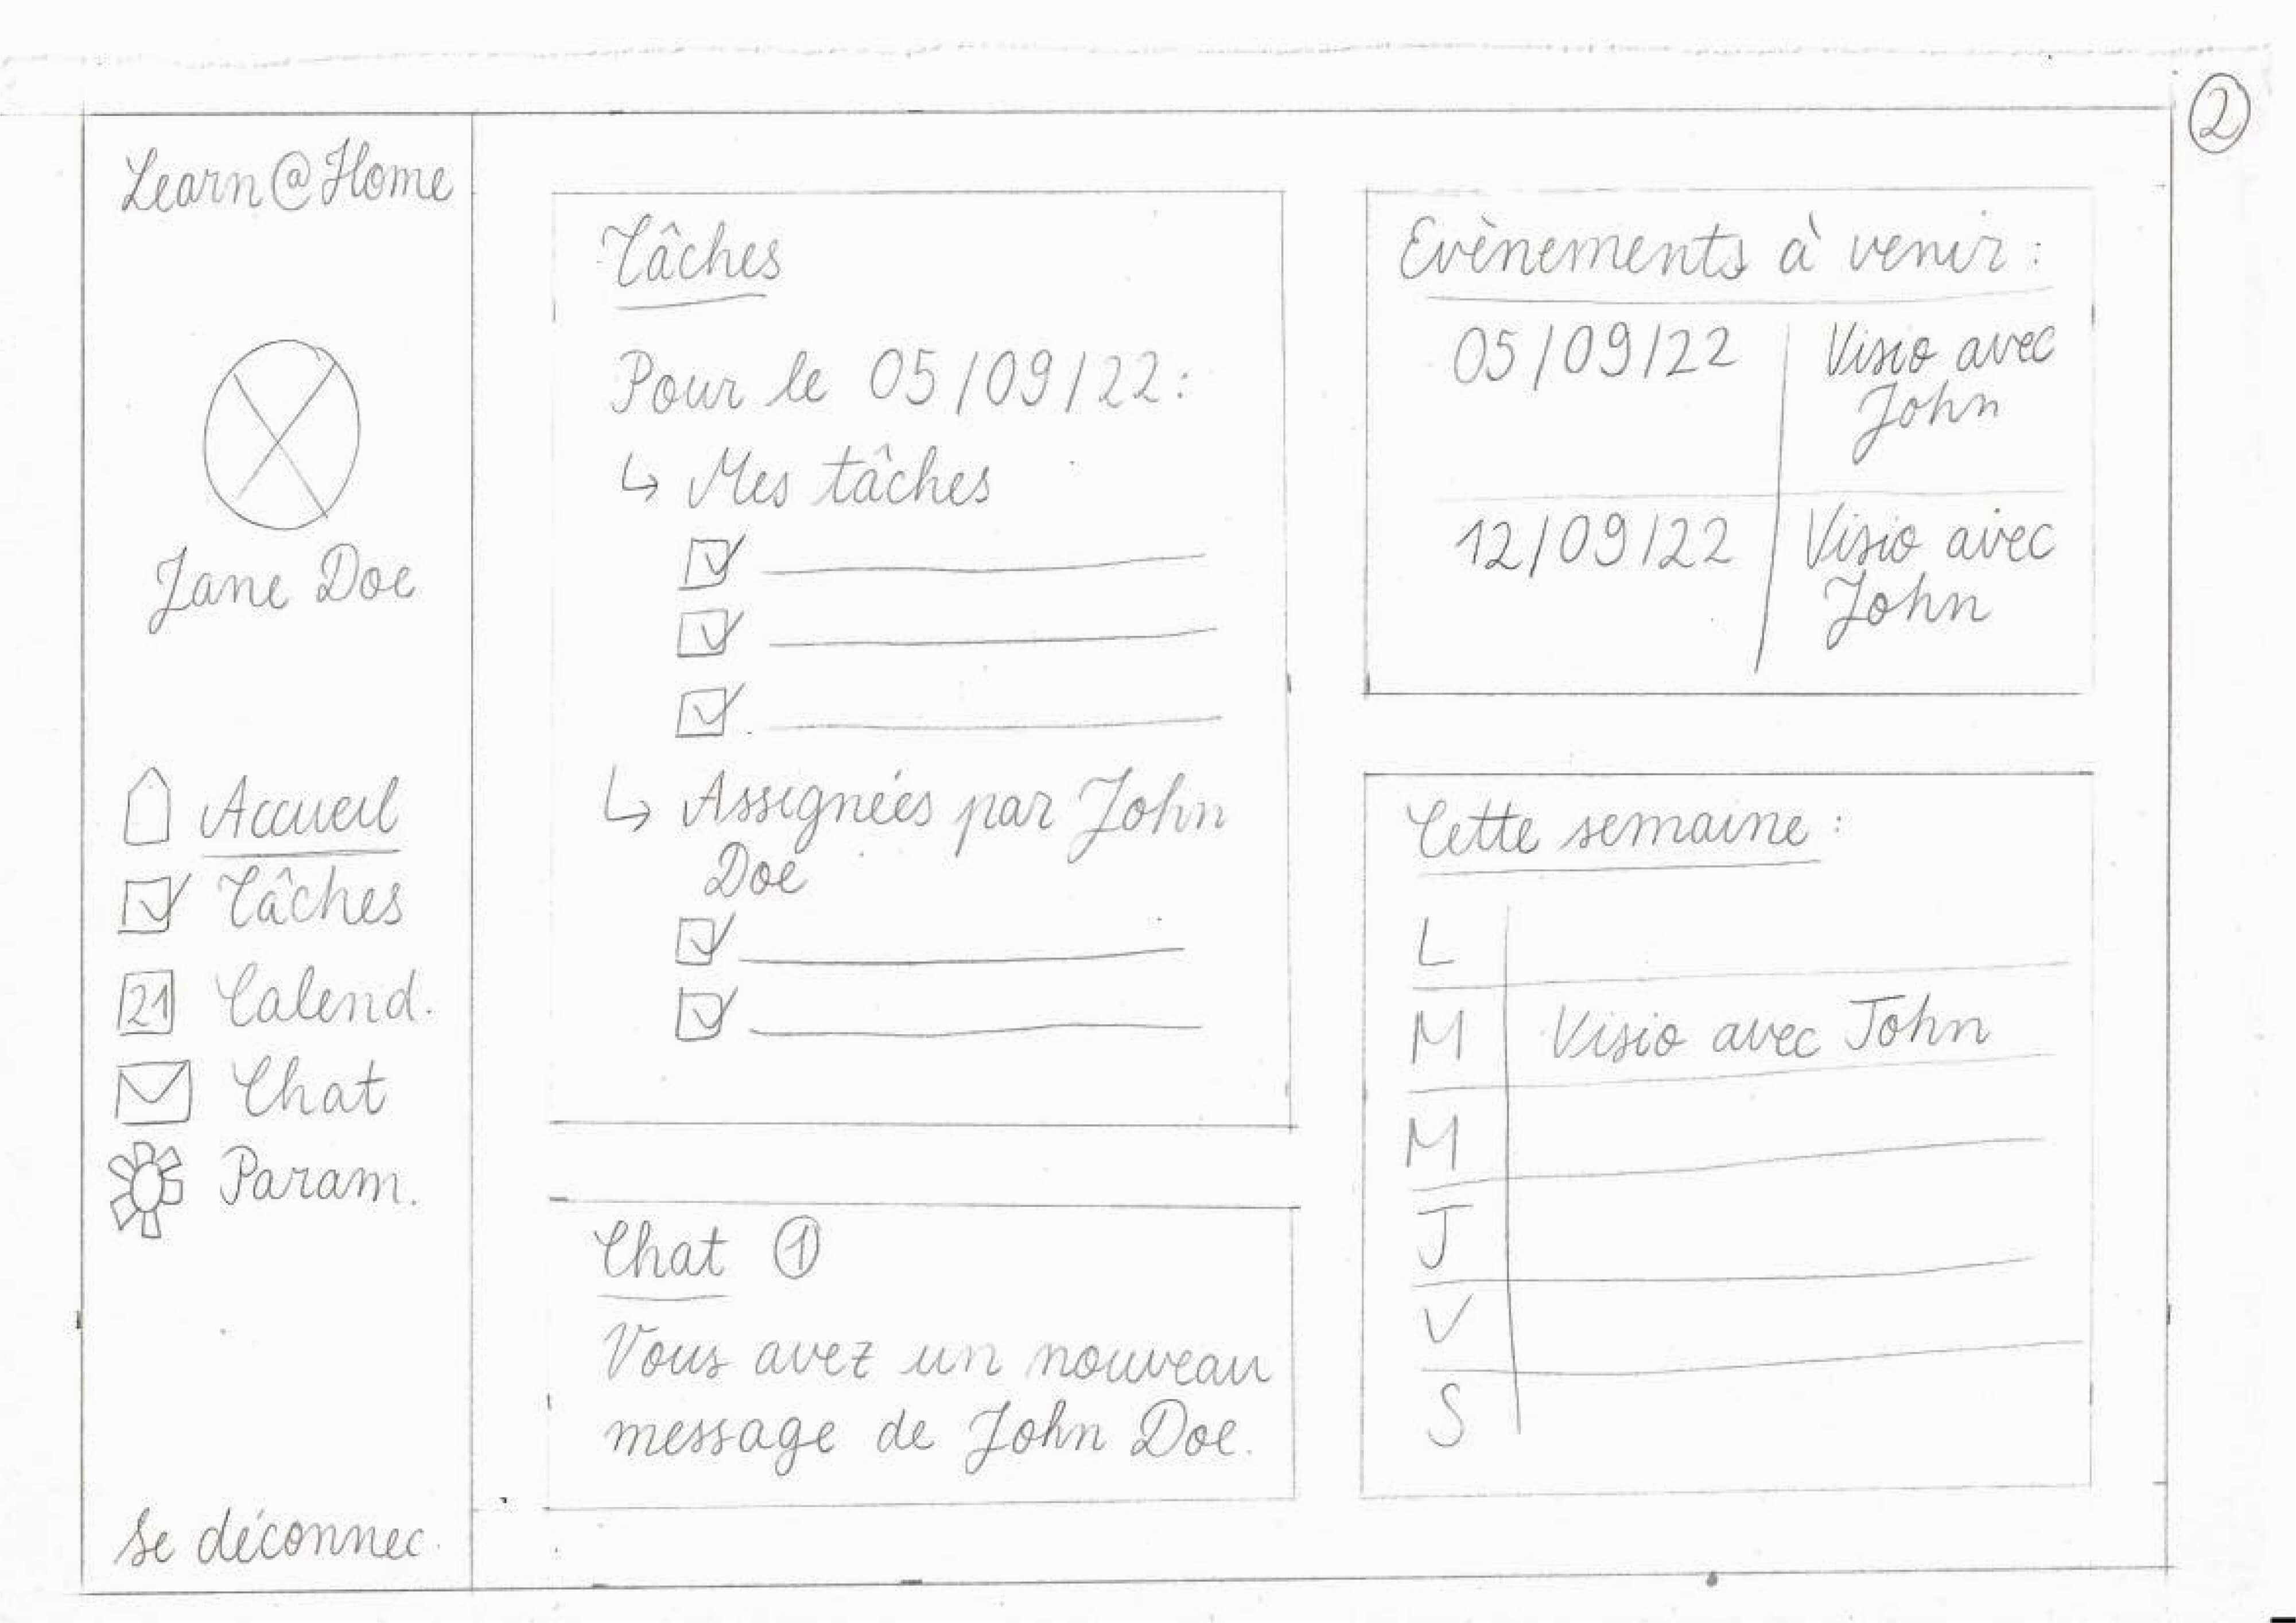 2
Learn@Home
Jane Doe
Accueil
Tâches
21 Calend.
Chat
Param.
Se déconnec.
Tâches
Pour le 05/09/22:
↳ Mes tâches
↳ Assignées par John
Doe
Chat 1
Vous avez un nouveau
message de John Doe.
Evènements à venir :
05/09/22 Visio avec
John
12/09/22 Visio avec
John
Cette semaine :
L
M Visio avec John
M
J
V
S